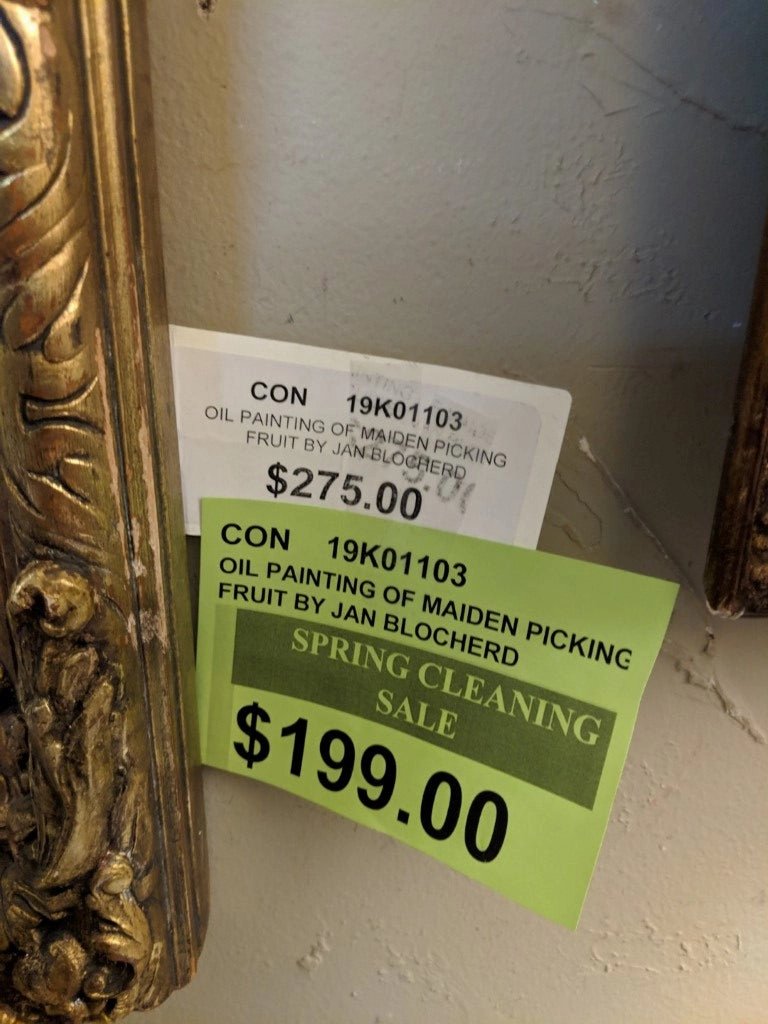 CON 19K01103
OIL PAINTING OF MAIDEN PICKING
FRUIT BY JAN BLOCHERD
$275.00
CON 19K01103
OIL PAINTING OF MAIDEN PICKING
FRUIT BY JAN BLOCHERD
SPRING CLEANING
SALE
$199.00